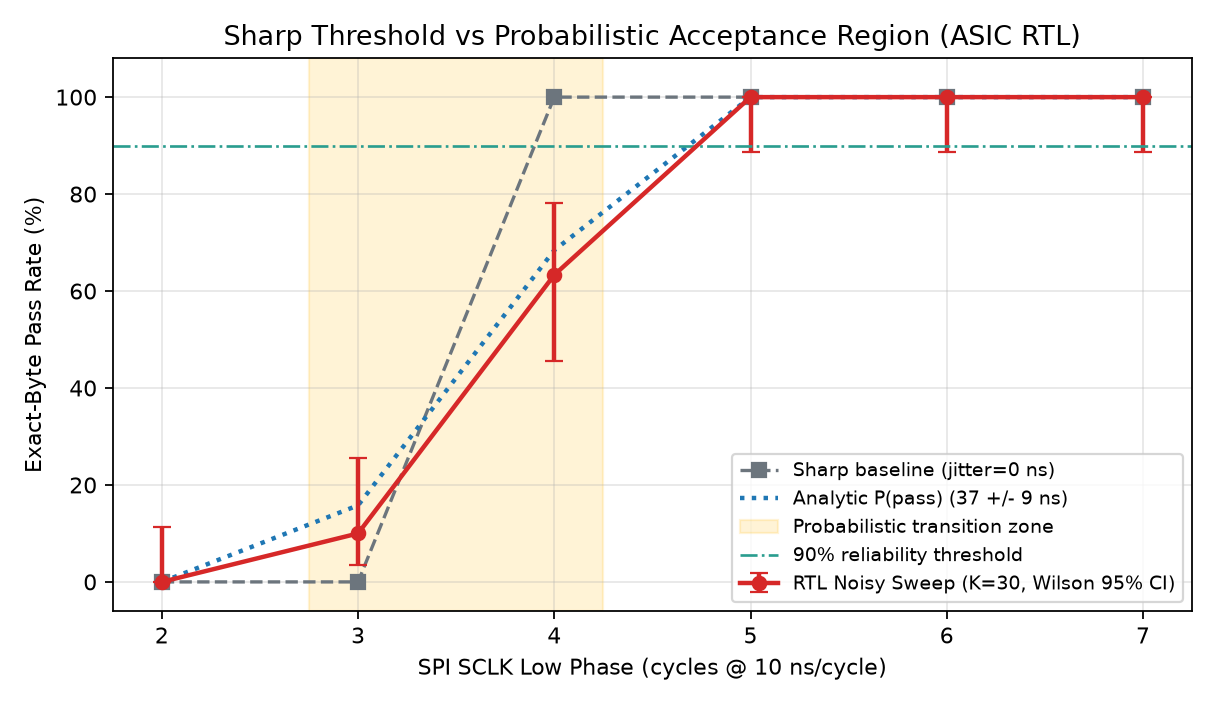 Sharp Threshold vs Probabilistic Acceptance Region (ASIC RTL)
Exact-Byte Pass Rate (%)
100
80
60
40
20
0
2 3 4 5 6 7
SPI SCLK Low Phase (cycles @ 10 ns/cycle)
Sharp baseline (jitter=0 ns)
Analytic P(pass) (37 +/- 9 ns)
Probabilistic transition zone
90% reliability threshold
RTL Noisy Sweep (K=30, Wilson 95% CI)